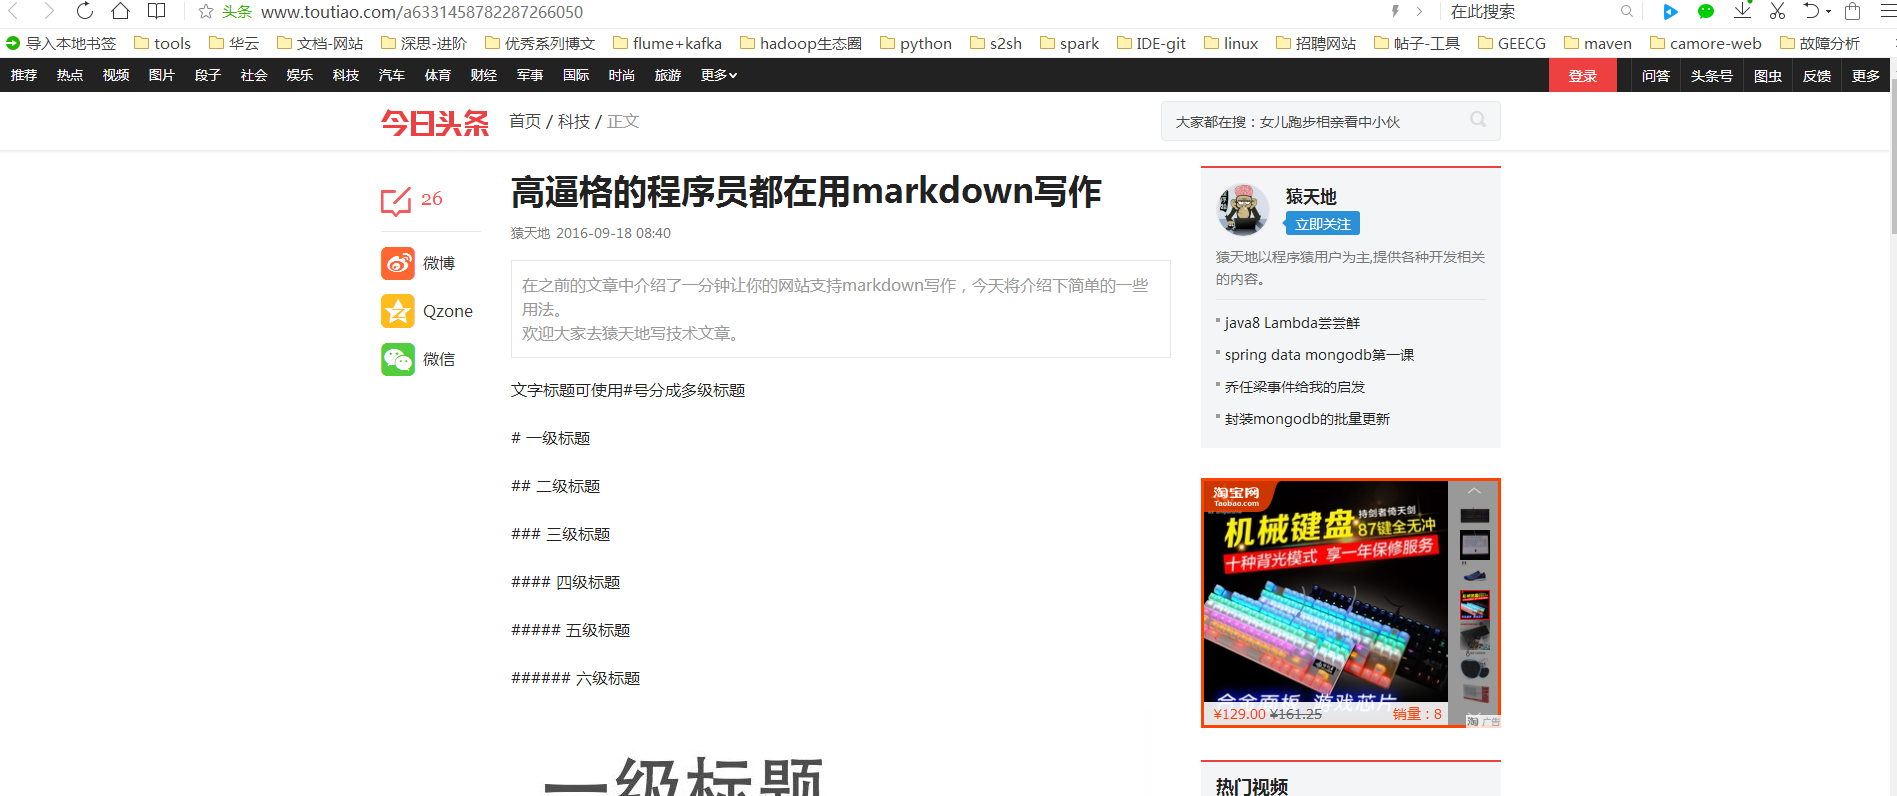 头条 www.toutiao.com/a6331458782287266050 在此搜索
导入本地书签 tools 华云 文档-网站 深思-进阶 优秀系列博文 flume+kafka hadoop生态圈 python s2sh spark IDE-git linux 招聘网站 帖子-工具 GEECG maven camore-web 故障分析
推荐 热点 视频 图片 段子 社会 娱乐 科技 汽车 体育 财经 军事 国际 时尚 旅游 更多 登录 问答 头条号 图虫 反馈 更多
今日头条 首页 / 科技 / 正文 大家都在搜：女儿跑步相亲看中小伙
26
微博
Qzone
微信
高逼格的程序员都在用markdown写作
猿天地 2016-09-18 08:40
在之前的文章中介绍了一分钟让你的网站支持markdown写作，今天将介绍下简单的一些
用法。
欢迎大家去猿天地写技术文章。
文字标题可使用#号分成多级标题
# 一级标题
## 二级标题
### 三级标题
#### 四级标题
##### 五级标题
###### 六级标题
一级标题
猿天地
立即关注
猿天地以程序猿用户为主,提供各种开发相关
的内容。
java8 Lambda尝尝鲜
spring data mongodb第一课
乔任梁事件给我的启发
封装mongodb的批量更新
淘宝网
Taobao.com
机械键盘 持剑者倚天剑
87键全无冲
十种背光模式 享一年保修服务
合金面板 游戏芯片
¥129.00 ¥161.25 销量：8
淘 广告
热门视频